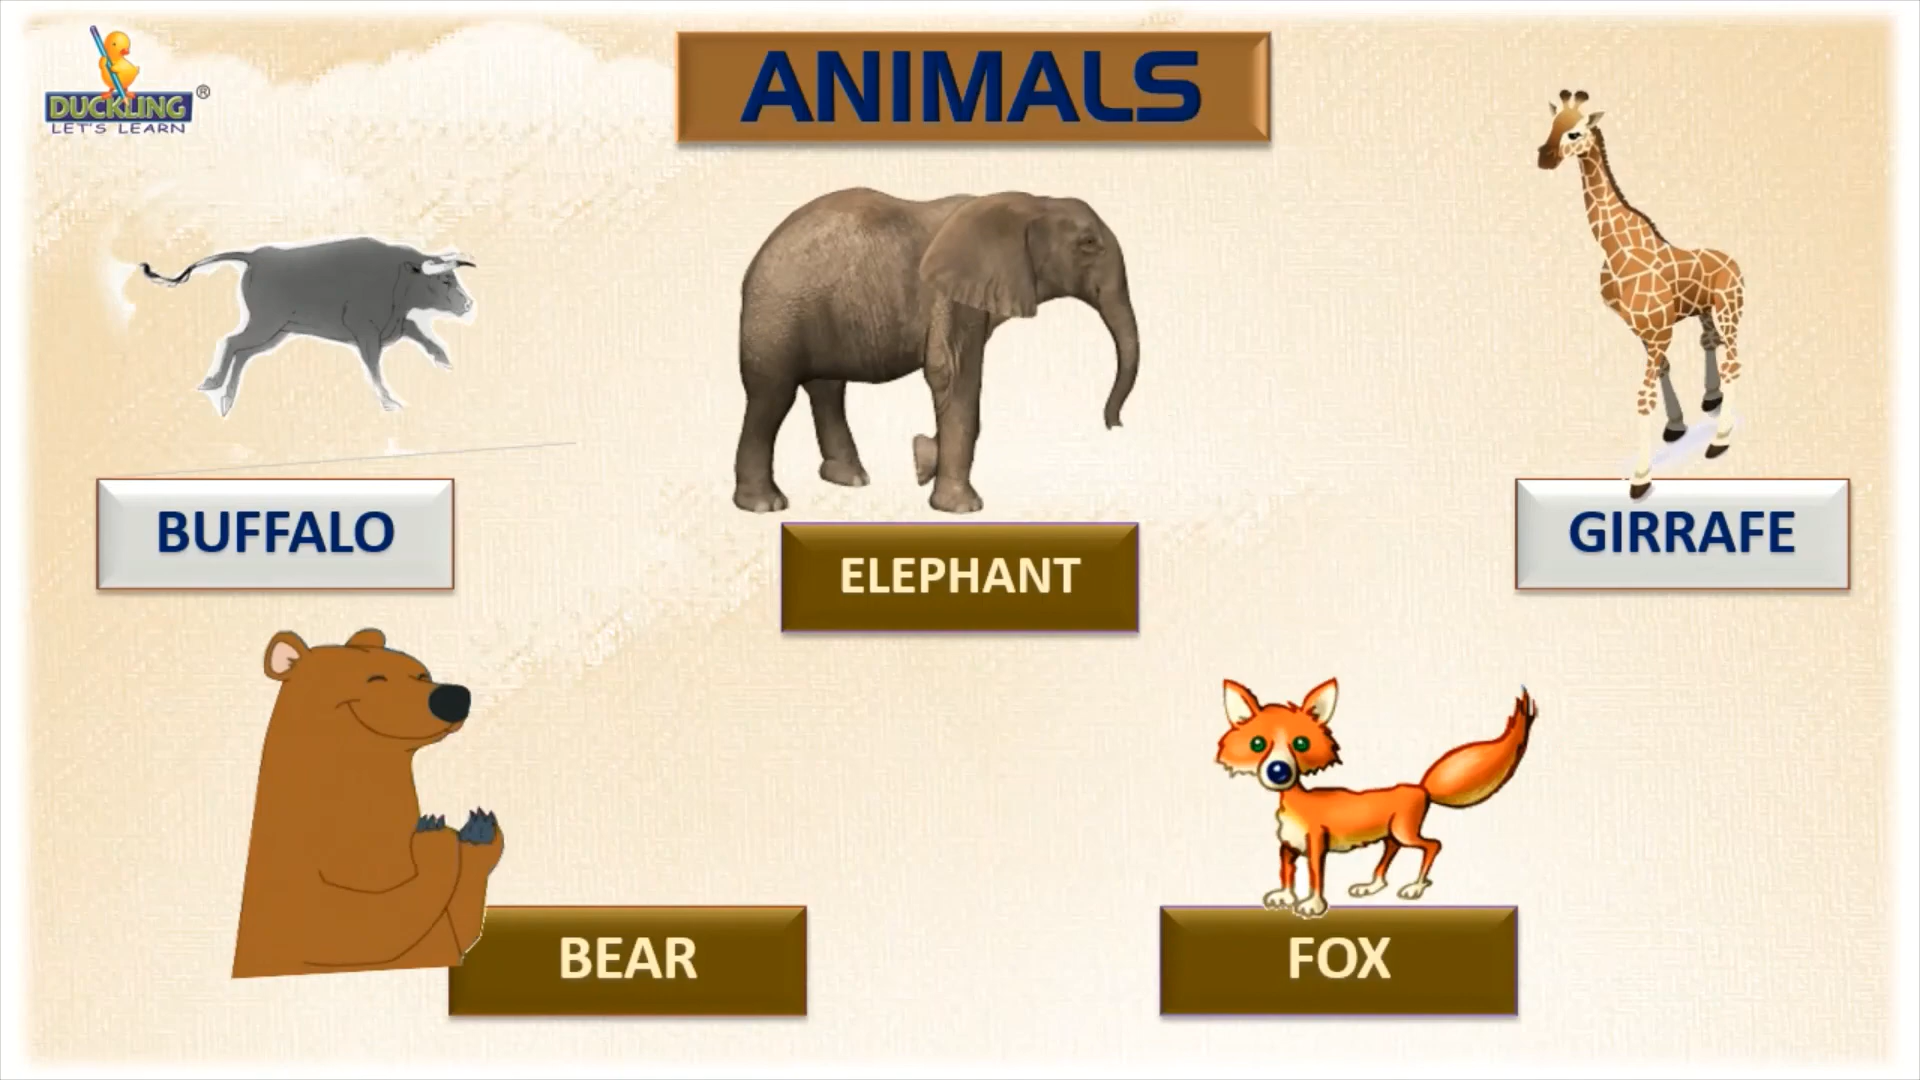 DUCKLING ®
LET'S LEARN
ANIMALS
BUFFALO
ELEPHANT
GIRRAFE
BEAR
FOX